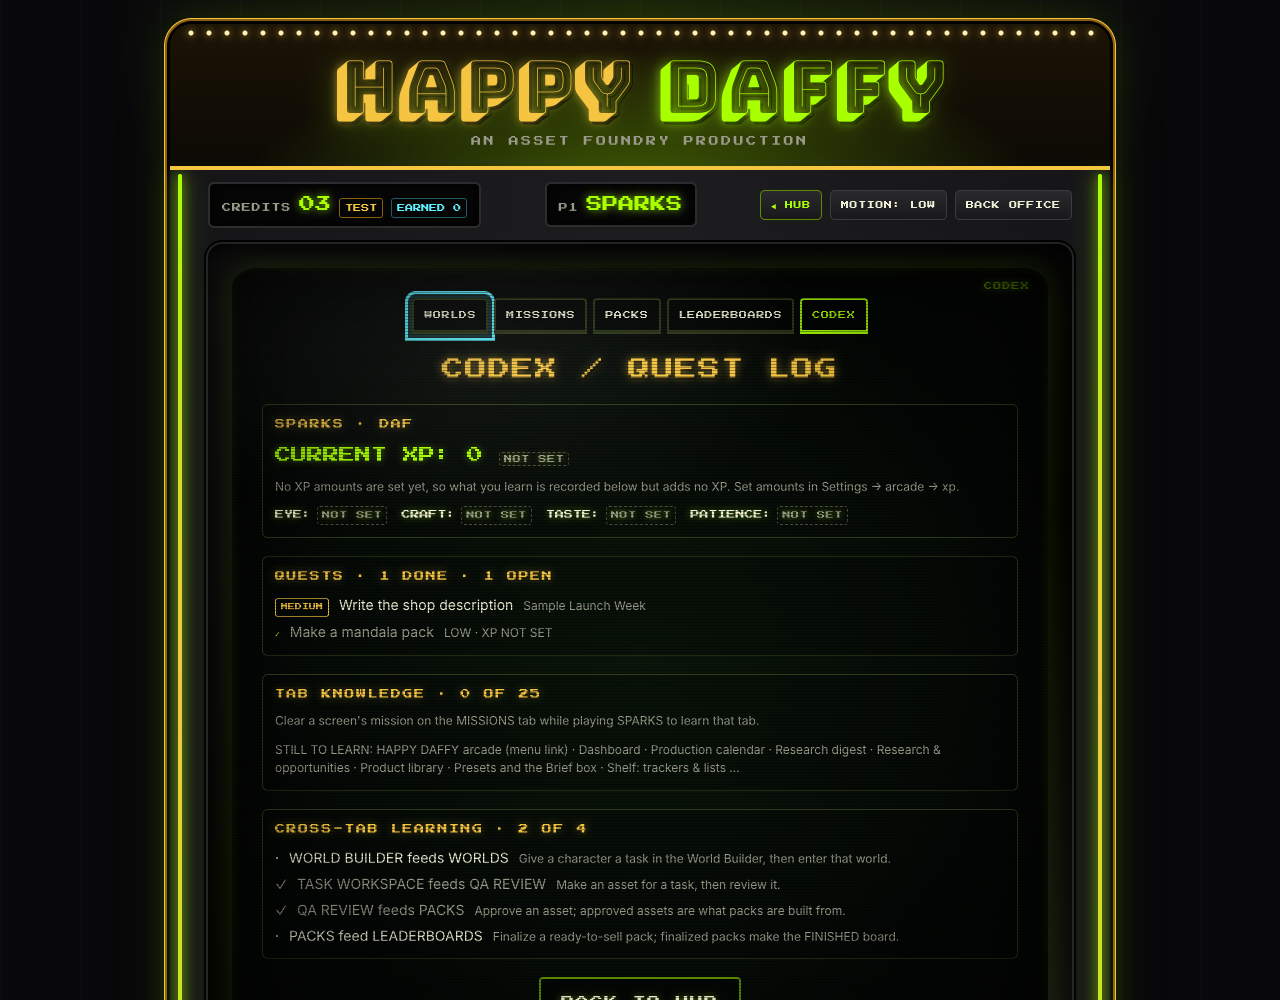 HAPPY DAFFY
AN ASSET FOUNDRY PRODUCTION
CREDITS 03 TEST EARNED 0
P1 SPARKS
◂ HUB MOTION: LOW BACK OFFICE
CODEX
WORLDS MISSIONS PACKS LEADERBOARDS CODEX
CODEX / QUEST LOG
SPARKS · DAF
CURRENT XP: 0 NOT SET
No XP amounts are set yet, so what you learn is recorded below but adds no XP. Set amounts in Settings → arcade → xp.
EYE: NOT SET CRAFT: NOT SET TASTE: NOT SET PATIENCE: NOT SET
QUESTS · 1 DONE · 1 OPEN
MEDIUM Write the shop description Sample Launch Week
✓ Make a mandala pack LOW · XP NOT SET
TAB KNOWLEDGE · 0 OF 25
Clear a screen's mission on the MISSIONS tab while playing SPARKS to learn that tab.
STILL TO LEARN: HAPPY DAFFY arcade (menu link) · Dashboard · Production calendar · Research digest · Research &
opportunities · Product library · Presets and the Brief box · Shelf: trackers & lists ...
CROSS-TAB LEARNING · 2 OF 4
· WORLD BUILDER feeds WORLDS Give a character a task in the World Builder, then enter that world.
✓ TASK WORKSPACE feeds QA REVIEW Make an asset for a task, then review it.
✓ QA REVIEW feeds PACKS Approve an asset; approved assets are what packs are built from.
· PACKS feed LEADERBOARDS Finalize a ready-to-sell pack; finalized packs make the FINISHED board.
BACK TO HUB